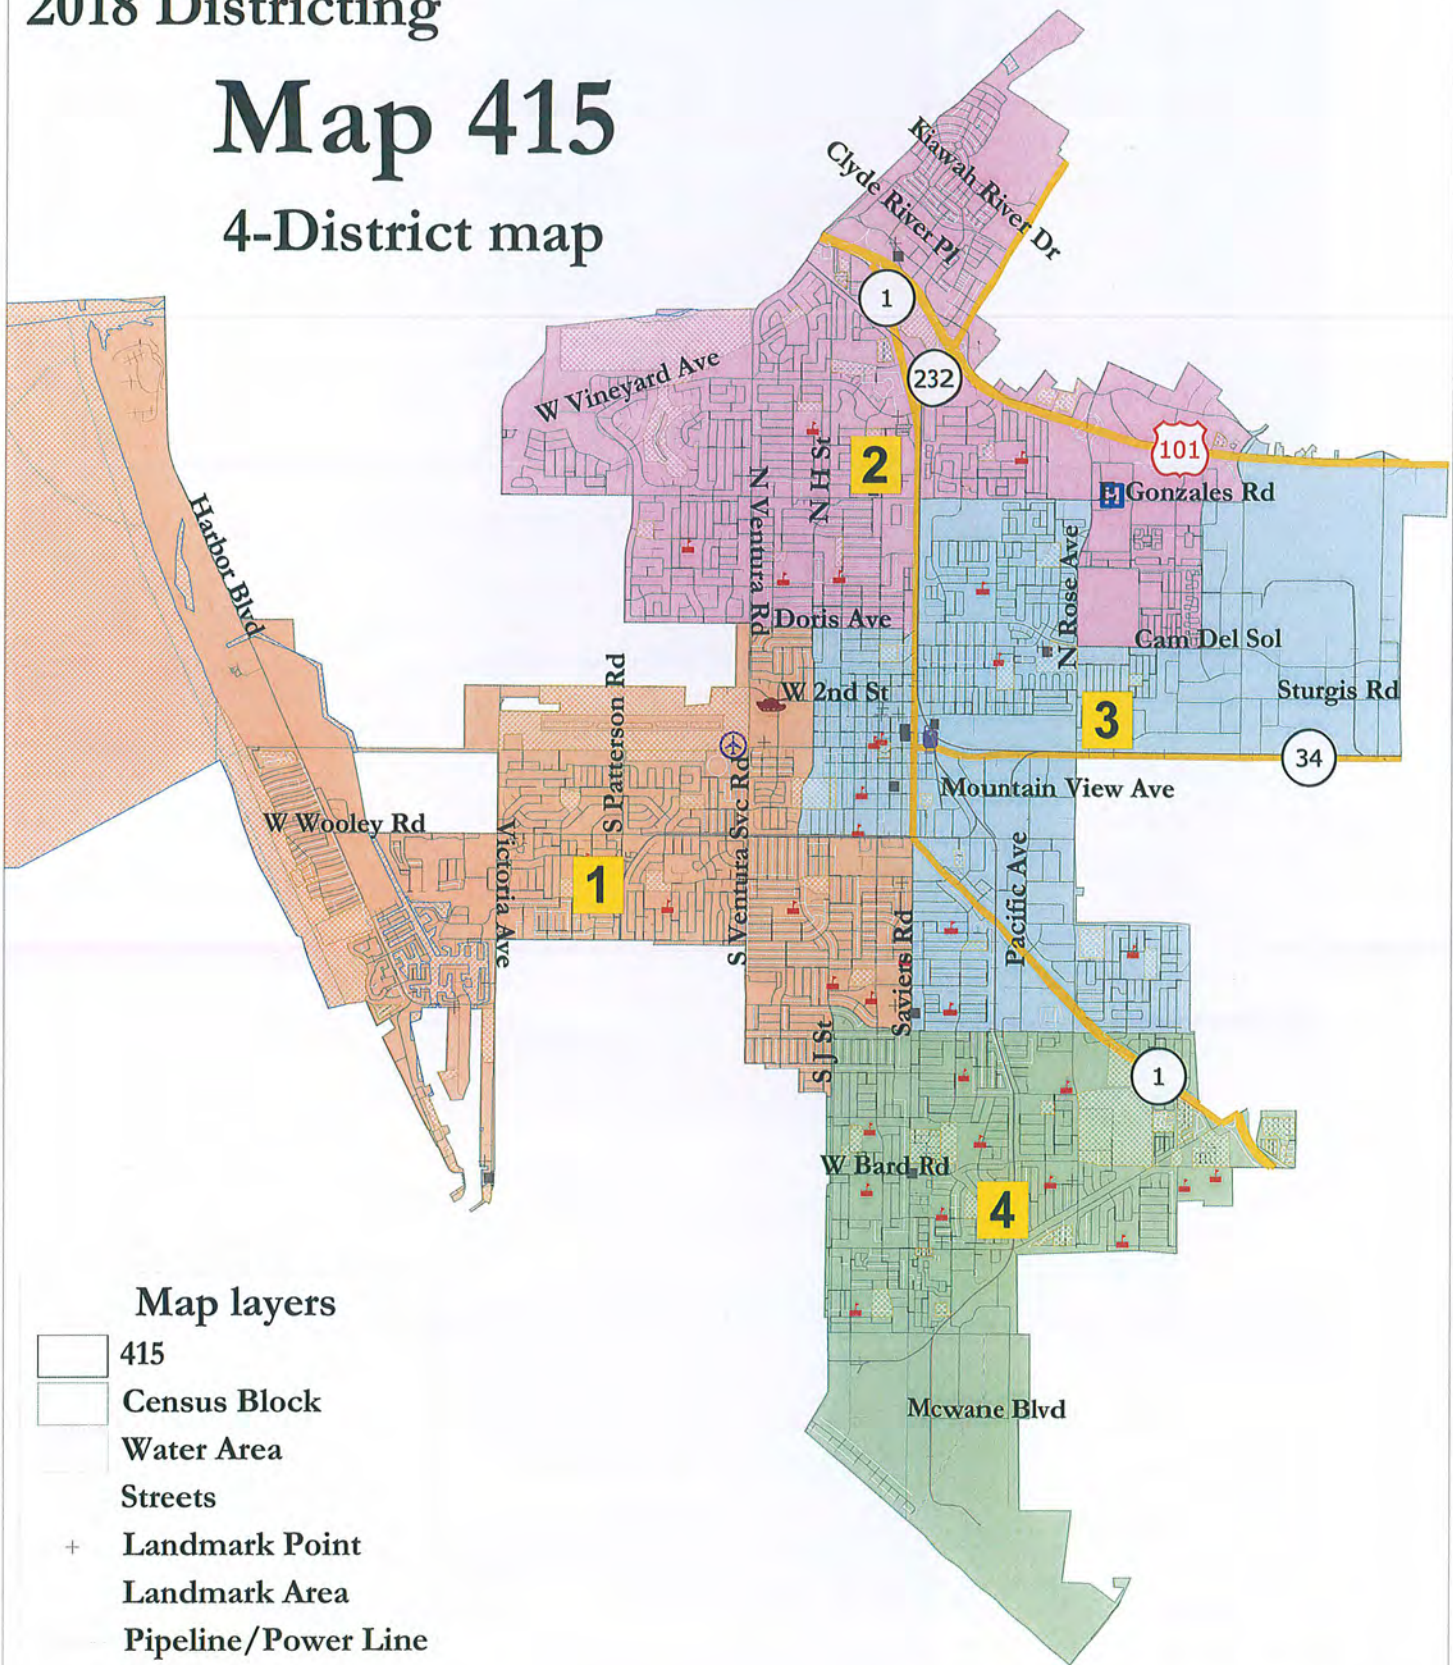 2018 Districting
Map 415
4-District map
Kiawah River Dr
Clyde River Pl
1
232
W Vineyard Ave
101
2
N H St
N Ventura Rd
H
Gonzales Rd
Harbor Blvd
N Rose Ave
Doris Ave
Cam Del Sol
S Patterson Rd
W 2nd St
Sturgis Rd
3
34
Mountain View Ave
W Wooley Rd
Victoria Ave
1
S Ventura Svc Rd
Pacific Ave
Saviers Rd
S J St
1
W Bard Rd
4
Mcwane Blvd
Map layers
415
Census Block
Water Area
Streets
Landmark Point
Landmark Area
Pipeline/Power Line